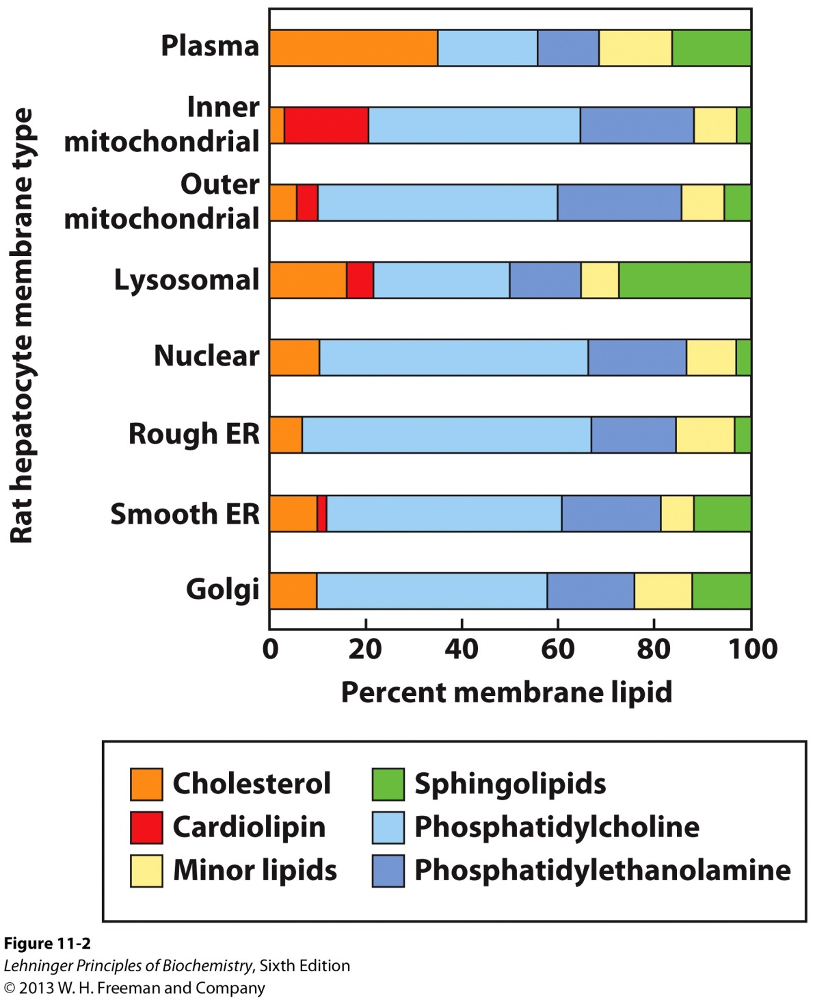 Rat hepatocyte membrane type
Plasma
Inner
mitochondrial
Outer
mitochondrial
Lysosomal
Nuclear
Rough ER
Smooth ER
Golgi
0 20 40 60 80 100
Percent membrane lipid
Cholesterol
Cardiolipin
Minor lipids
Sphingolipids
Phosphatidylcholine
Phosphatidylethanolamine
Figure 11-2
Lehninger Principles of Biochemistry, Sixth Edition
© 2013 W. H. Freeman and Company